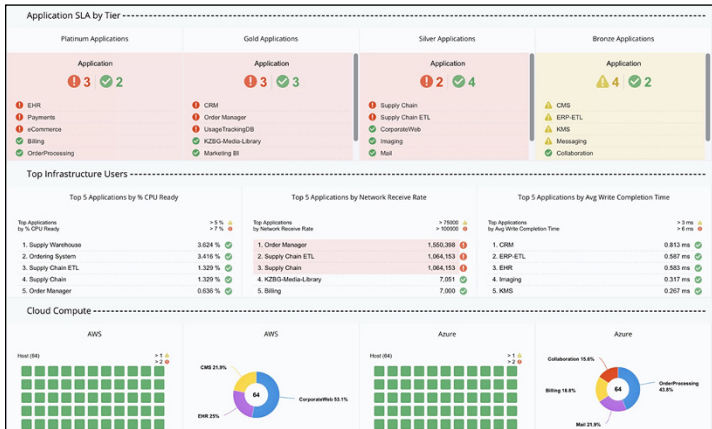 Application SLA by Tier
Platinum Applications
Application
3 2
EHR
Payments
eCommerce
Billing
OrderProcessing
Gold Applications
Application
3 3
CRM
Order Manager
UsageTrackingDB
KZBG-Media-Library
Marketing BI
Silver Applications
Application
2 4
Supply Chain
Supply Chain ETL
CorporateWeb
Imaging
Mail
Bronze Applications
Application
4 2
CMS
ERP-ETL
KMS
Messaging
Collaboration
Top Infrastructure Users
Top 5 Applications by % CPU Ready
Top Applications > 5 %
by % CPU Ready > 7 %
1. Supply Warehouse 3.624 %
2. Ordering System 3.416 %
3. Supply Chain ETL 1.329 %
4. Supply Chain 1.329 %
5. Order Manager 0.636 %
Top 5 Applications by Network Receive Rate
Top Applications > 75000
by Network Receive Rate > 100000
1. Order Manager 1,550,398
2. Supply Chain ETL 1,064,153
3. Supply Chain 1,064,153
4. KZBG-Media-Library 7,051
5. Billing 7,000
Top 5 Applications by Avg Write Completion Time
Top Applications > 3 ms
by Avg Write Completion Time > 6 ms
1. CRM 0.813 ms
2. ERP-ETL 0.587 ms
3. EHR 0.583 ms
4. Imaging 0.317 ms
5. KMS 0.267 ms
Cloud Compute
AWS
Host (64) > 1
> 2
AWS
CMS 21.9%
64
CorporateWeb 53.1%
EHR 25%
Azure
Host (64) > 1
> 2
Azure
Collaboration 15.6%
Billing 18.8%
64
OrderProcessing
43.8%
Mail 21.9%